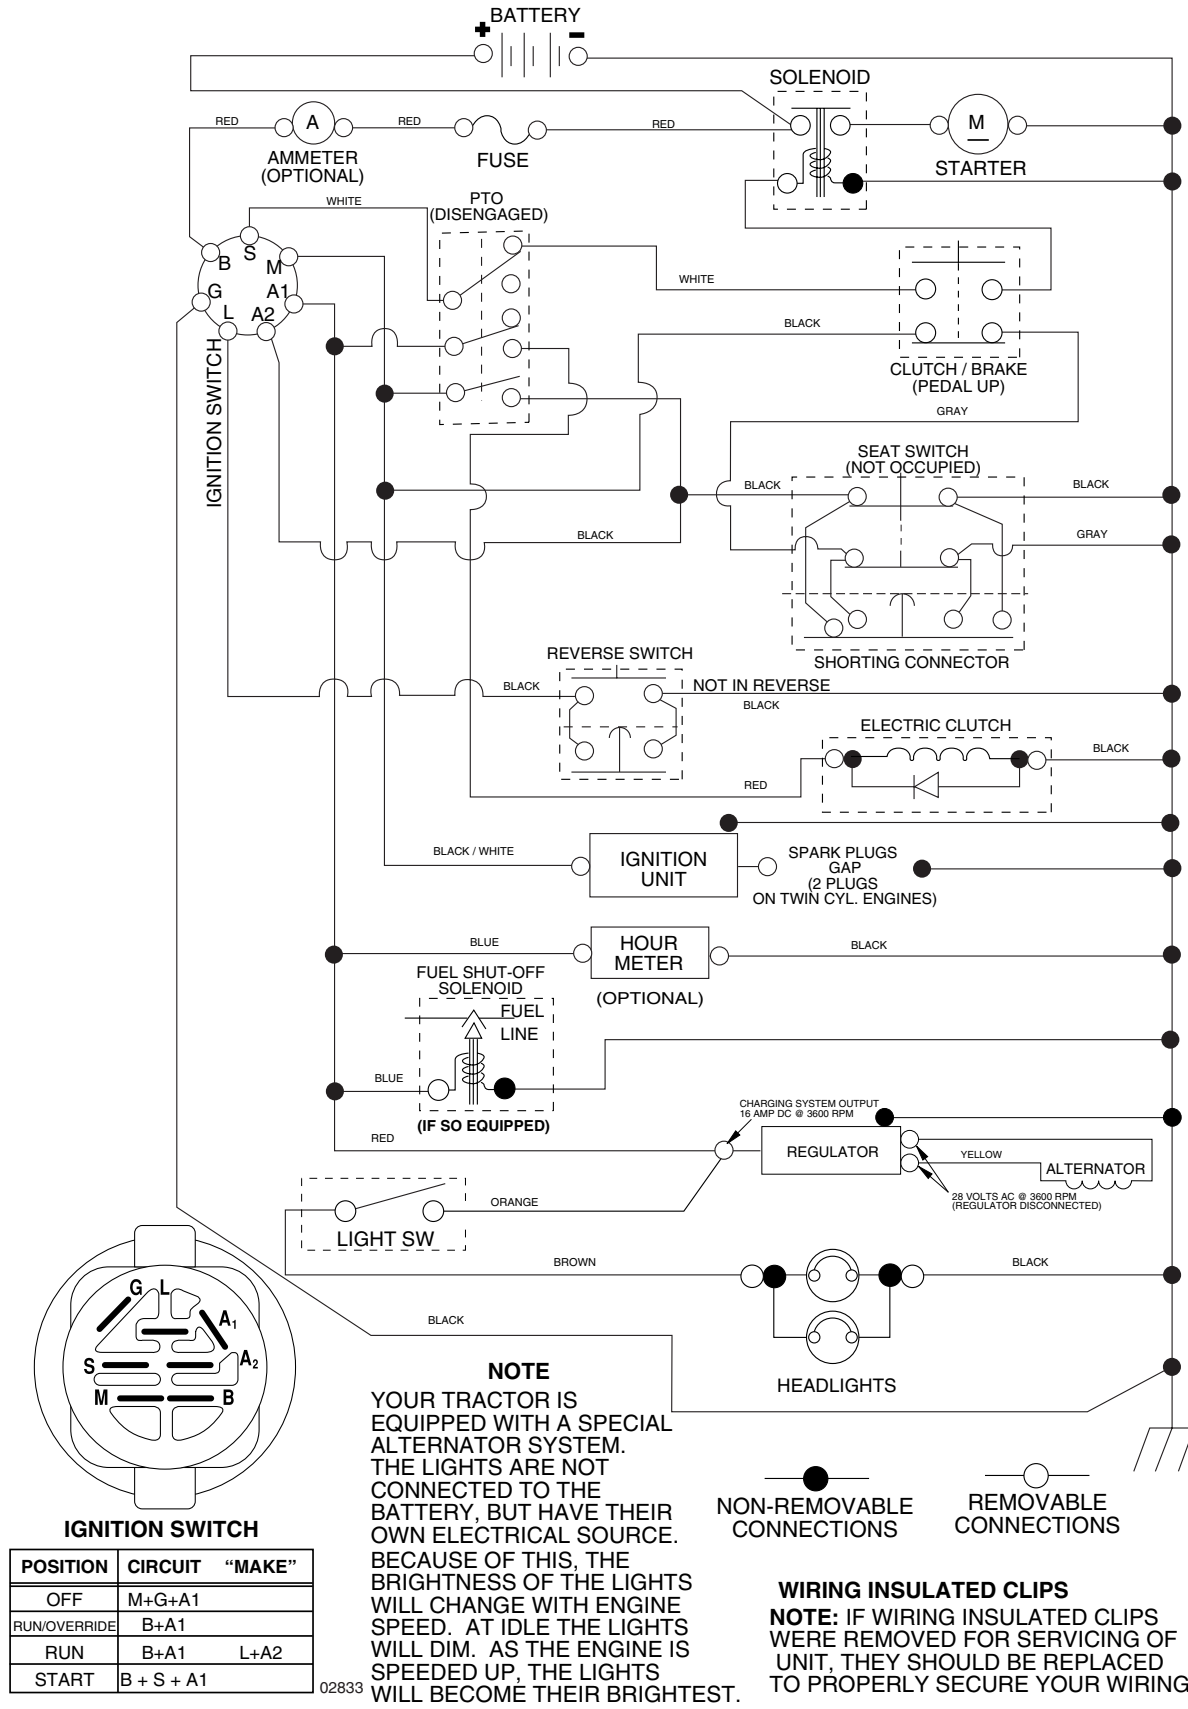 BATTERY
+
-
SOLENOID
RED
A
RED
RED
M
AMMETER
(OPTIONAL)
FUSE
STARTER
WHITE
PTO
(DISENGAGED)
S
B
M
G
A1
L
A2
IGNITION SWITCH
WHITE
BLACK
CLUTCH / BRAKE
(PEDAL UP)
GRAY
SEAT SWITCH
(NOT OCCUPIED)
BLACK
BLACK
BLACK
GRAY
SHORTING CONNECTOR
REVERSE SWITCH
BLACK
NOT IN REVERSE
BLACK
ELECTRIC CLUTCH
BLACK
RED
BLACK / WHITE
IGNITION
UNIT
SPARK PLUGS
GAP
(2 PLUGS
ON TWIN CYL. ENGINES)
BLUE
HOUR
METER
BLACK
(OPTIONAL)
FUEL SHUT-OFF
SOLENOID
FUEL
LINE
BLUE
(IF SO EQUIPPED)
CHARGING SYSTEM OUTPUT
16 AMP DC @ 3600 RPM
RED
REGULATOR
YELLOW
ALTERNATOR
28 VOLTS AC @ 3600 RPM
(REGULATOR DISCONNECTED)
ORANGE
LIGHT SW
BROWN
BLACK
BLACK
HEADLIGHTS
G L
A1
S
A2
M
B
IGNITION SWITCH
POSITION CIRCUIT “MAKE”
OFF M+G+A1
RUN/OVERRIDE B+A1
RUN B+A1 L+A2
START B + S + A1
02833
NOTE
YOUR TRACTOR IS
EQUIPPED WITH A SPECIAL
ALTERNATOR SYSTEM.
THE LIGHTS ARE NOT
CONNECTED TO THE
BATTERY, BUT HAVE THEIR
OWN ELECTRICAL SOURCE.
BECAUSE OF THIS, THE
BRIGHTNESS OF THE LIGHTS
WILL CHANGE WITH ENGINE
SPEED. AT IDLE THE LIGHTS
WILL DIM. AS THE ENGINE IS
SPEEDED UP, THE LIGHTS
WILL BECOME THEIR BRIGHTEST.
NON-REMOVABLE
CONNECTIONS
REMOVABLE
CONNECTIONS
WIRING INSULATED CLIPS
NOTE: IF WIRING INSULATED CLIPS
WERE REMOVED FOR SERVICING OF
UNIT, THEY SHOULD BE REPLACED
TO PROPERLY SECURE YOUR WIRING